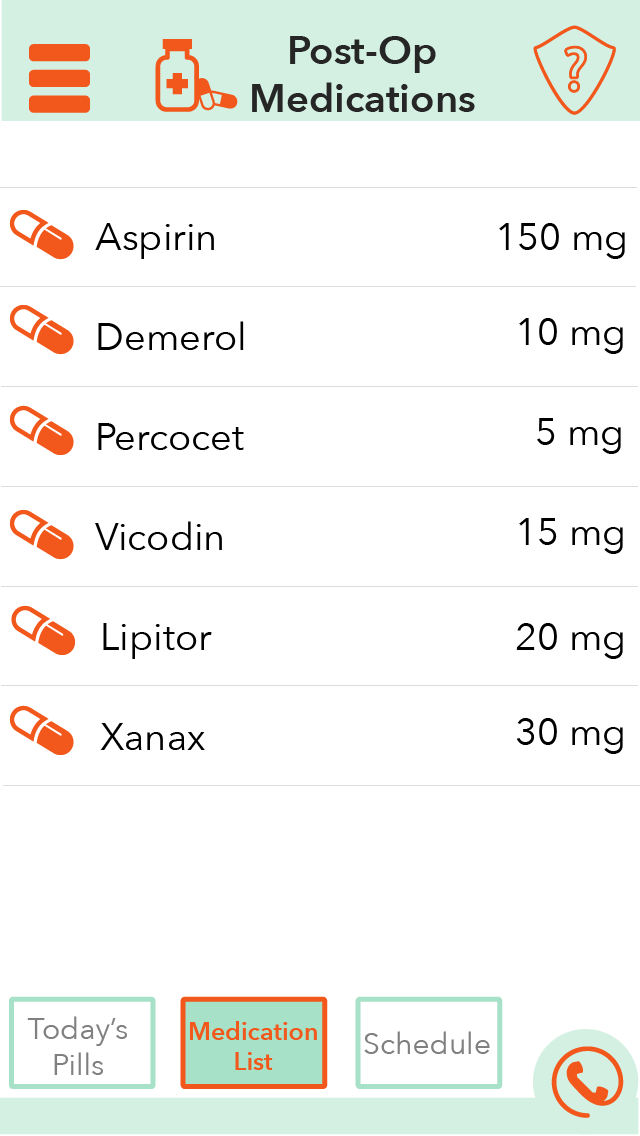 Post-Op
Medications
?
Aspirin 150 mg
Demerol 10 mg
Percocet 5 mg
Vicodin 15 mg
Lipitor 20 mg
Xanax 30 mg
Today’s
Pills
Medication
List
Schedule